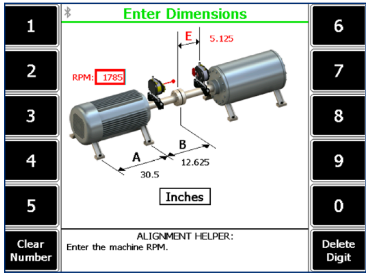 Enter Dimensions
1
2
3
4
5
Clear
Number
E
5.125
RPM: 1785
A
B
12.625
30.5
Inches
ALIGNMENT HELPER:
Enter the machine RPM.
6
7
8
9
0
Delete
Digit